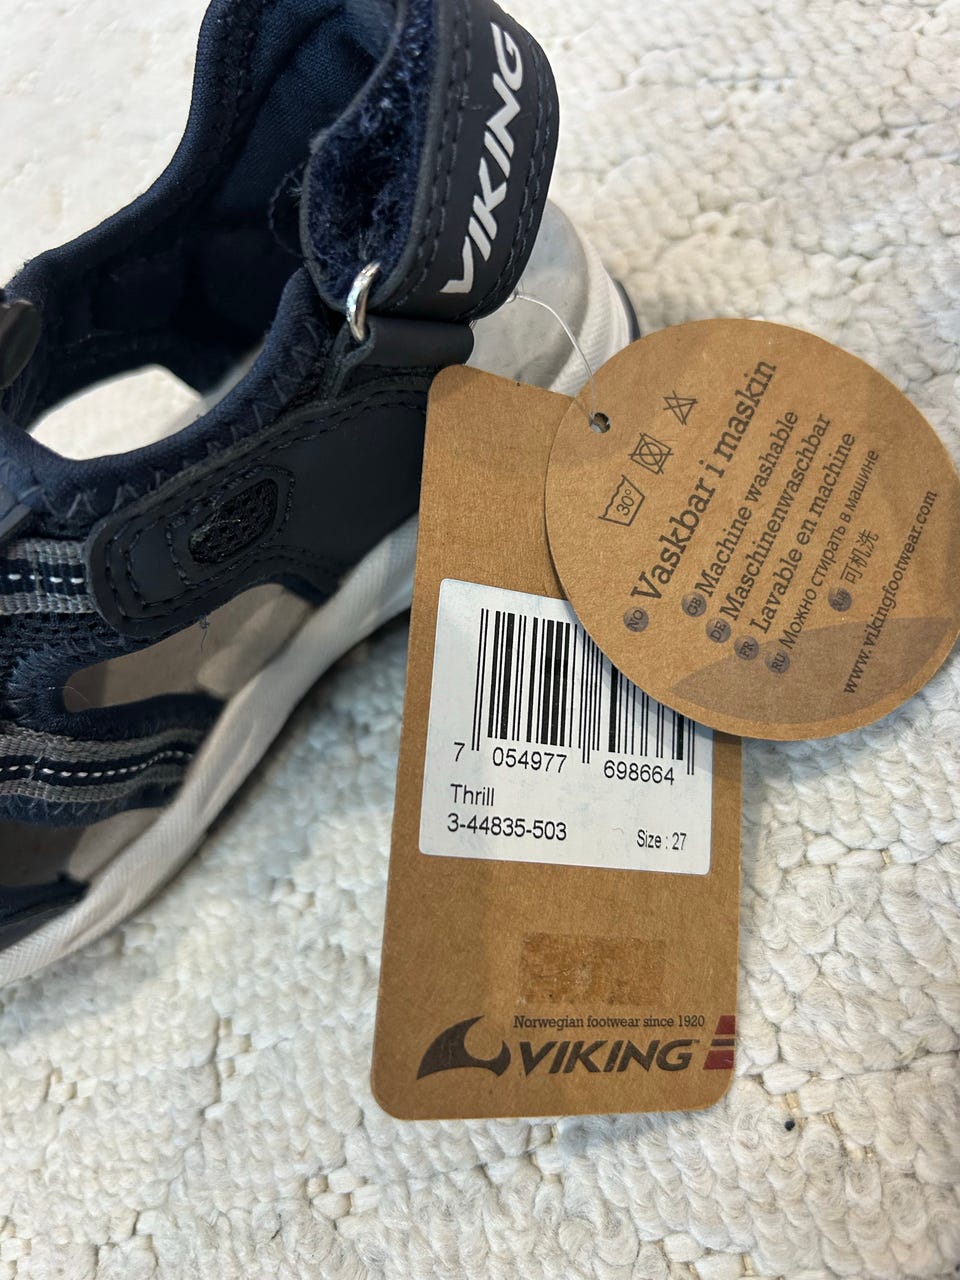 VIKING
30°
NO Vaskbar i maskin
GB Machine washable
DE Maschinenwaschbar
FR Lavable en machine
RU Можно стирать в машине
可机洗
www.vikingfootwear.com
7 054977 698664
Thrill
3-44835-503
Size : 27
Norwegian footwear since 1920
VIKING